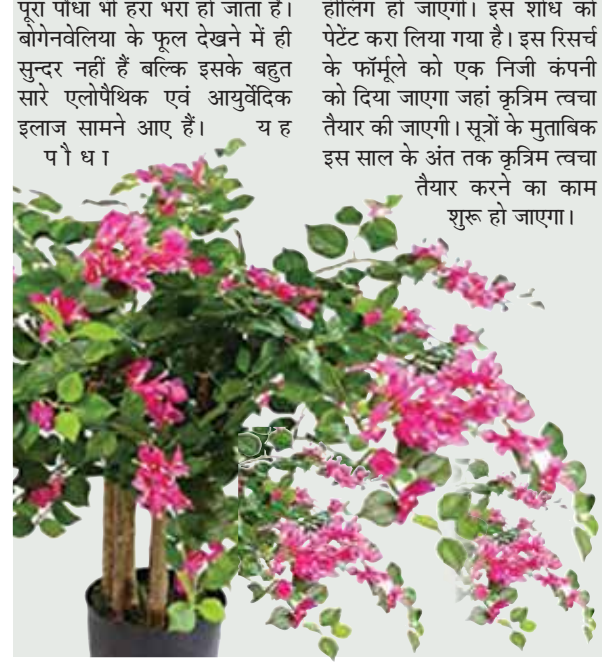 पूरा पौधा भी हरा भरा हो जाता है।
बोगेनवेलिया के फूल देखने में ही
सुन्दर नहीं हैं बल्कि इसके बहुत
सारे एलोपैथिक एवं आयुर्वेदिक
इलाज सामने आए हैं। यह
पौधा
हीलिंग हो जाएगी। इस शोध को
पेटेंट करा लिया गया है। इस रिसर्च
के फॉर्मूले को एक निजी कंपनी
को दिया जाएगा जहां कृत्रिम त्वचा
तैयार की जाएगी। सूत्रों के मुताबिक
इस साल के अंत तक कृत्रिम त्वचा
तैयार करने का काम
शुरू हो जाएगा।